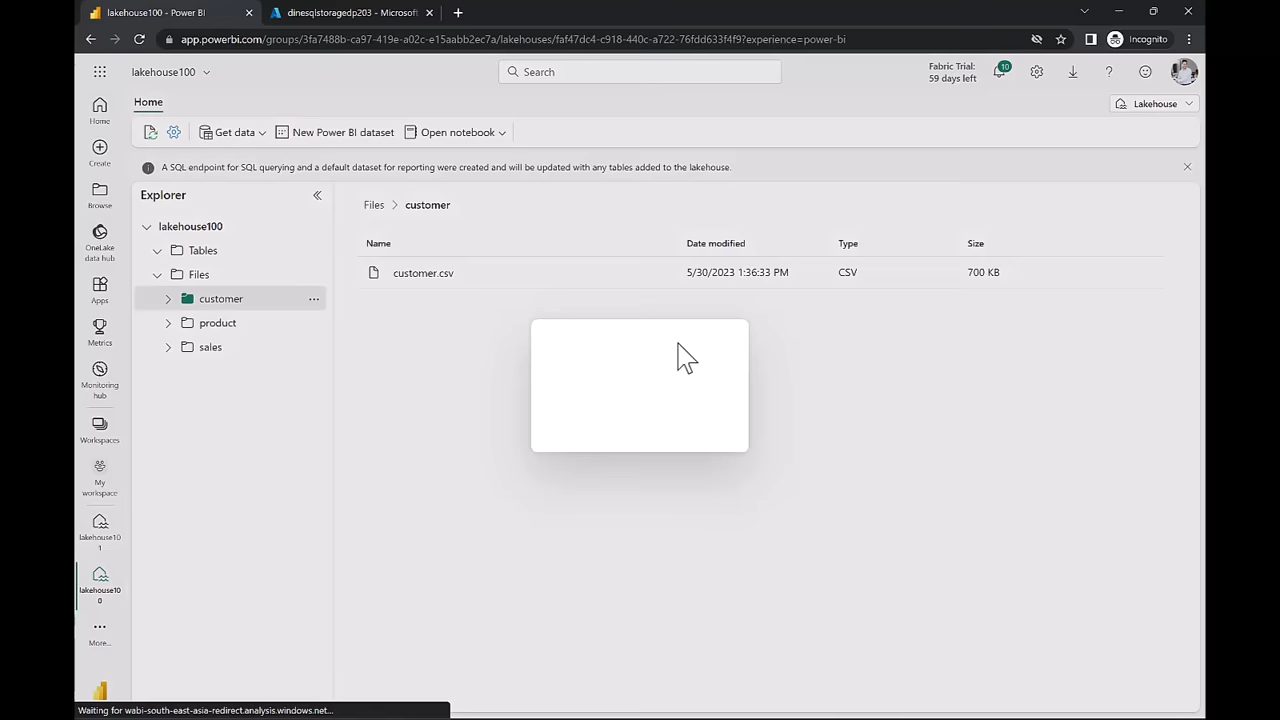 lakehouse100 - Power BI
dinesqlstoragedp203 - Microsoft
app.powerbi.com/groups/3fa7488b-ca97-419e-a02c-e15aabb2ec7a/lakehouses/faf47dc4-c918-440c-a722-76fdd633f4f9?experience=power-bi
Incognito
lakehouse100
Search
Fabric Trial:
59 days left
10
Home
Lakehouse
Get data
New Power BI dataset
Open notebook
A SQL endpoint for SQL querying and a default dataset for reporting were created and will be updated with any tables added to the lakehouse.
Home
Create
Browse
OneLake
data hub
Apps
Metrics
Monitoring
hub
Workspaces
My
workspace
lakehouse10
1
lakehouse10
0
More...
Explorer
lakehouse100
Tables
Files
customer
product
sales
Files
customer
Name
Date modified
Type
Size
customer.csv
5/30/2023 1:36:33 PM
CSV
700 KB
Waiting for wabi-south-east-asia-redirect.analysis.windows.net...